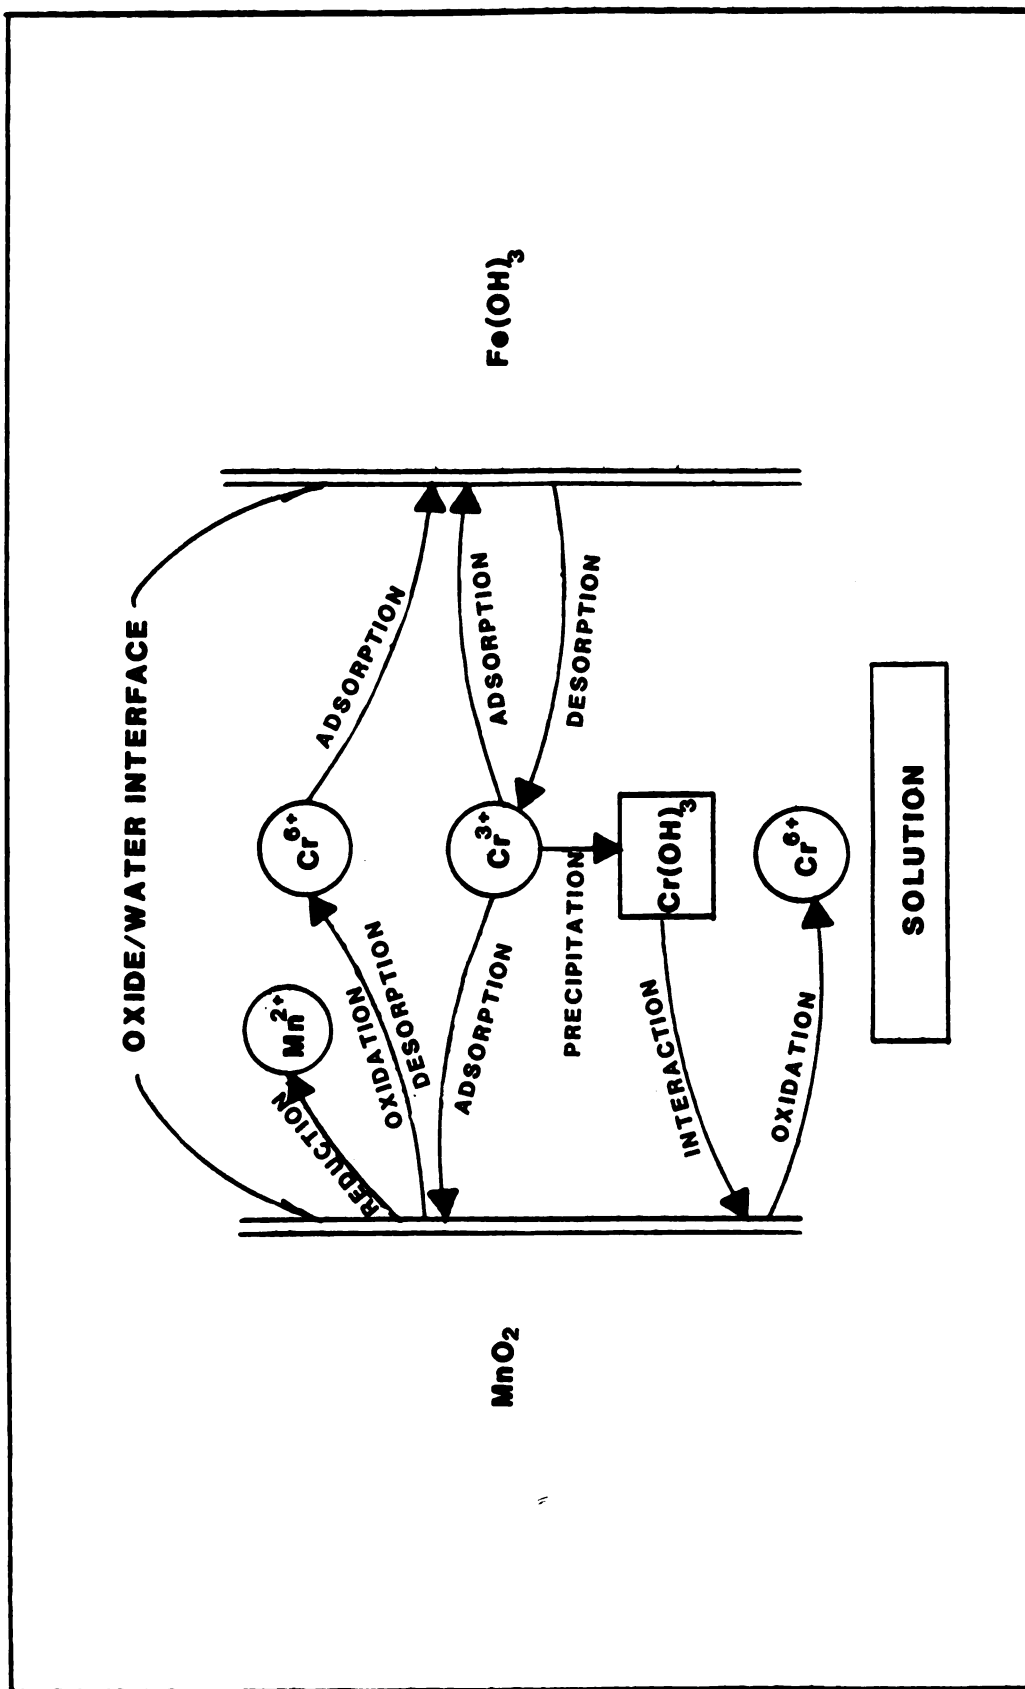 OXIDE/WATER INTERFACE
Mn²⁺
Cr⁶⁺
REDUCTION
OXIDATION
DESORPTION
ADSORPTION
MnO₂
Cr³⁺
Fe(OH)₃
ADSORPTION
ADSORPTION
PRECIPITATION
DESORPTION
Cr(OH)₃
INTERACTION
OXIDATION
Cr⁶⁺
SOLUTION